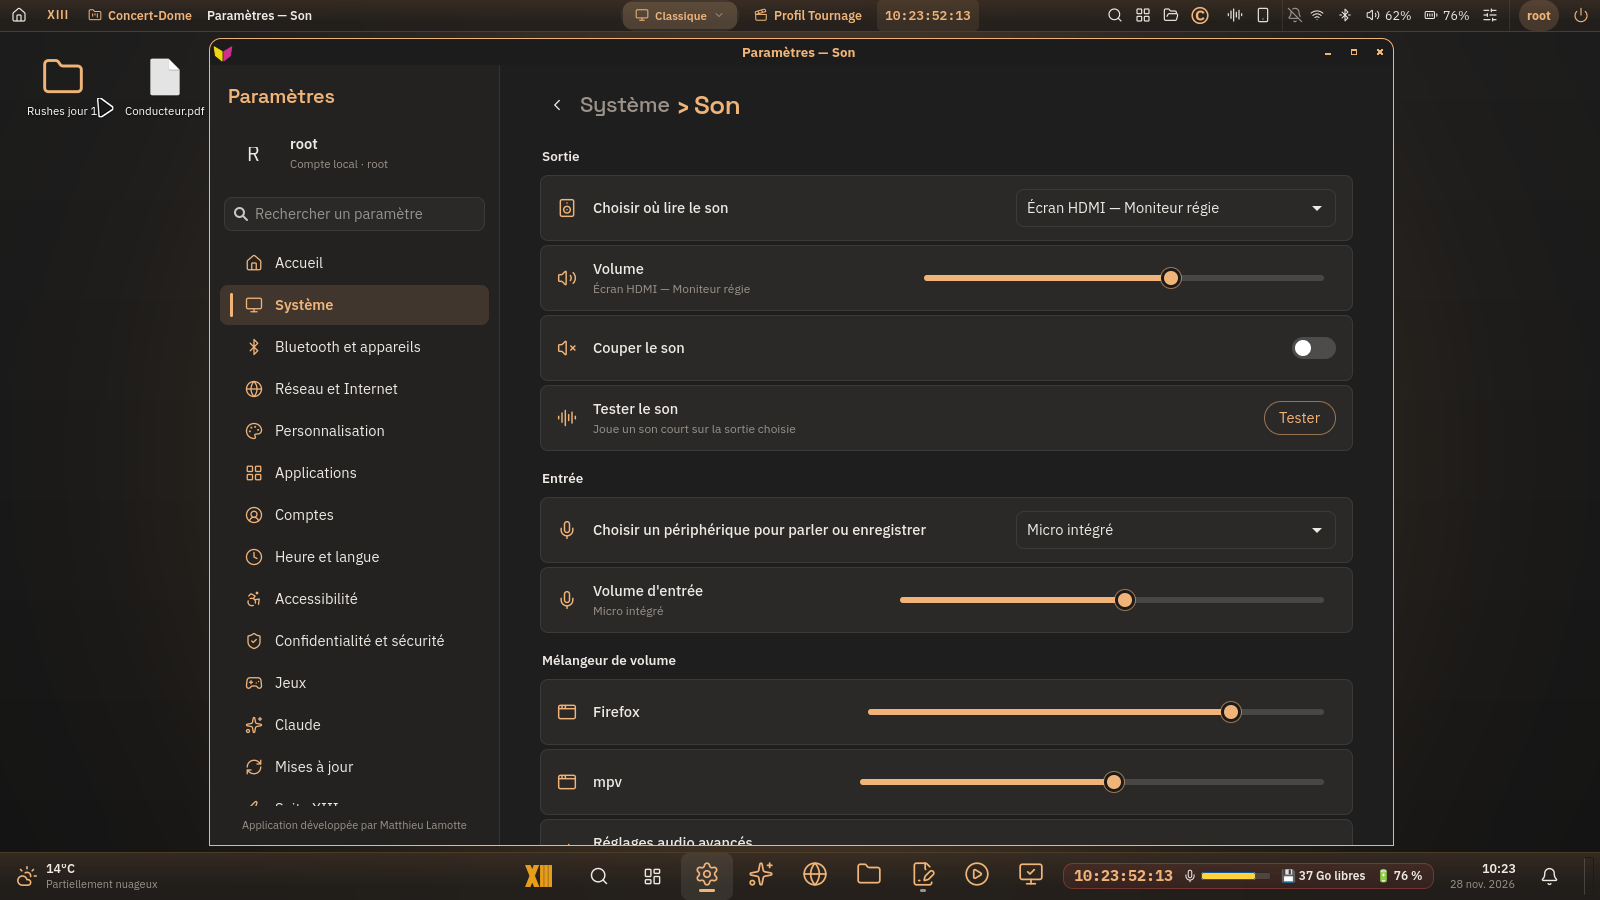 XIII Concert-Dome Paramètres — Son Classique Profil Tournage 10:23:52:13 62% 76% root
Rushes jour 1
Conducteur.pdf
Paramètres — Son
Paramètres
root
Compte local · root
Rechercher un paramètre
Accueil
Système
Bluetooth et appareils
Réseau et Internet
Personnalisation
Applications
Comptes
Heure et langue
Accessibilité
Confidentialité et sécurité
Jeux
Claude
Mises à jour
Suite XIII
Application développée par Matthieu Lamotte
Système > Son
Sortie
Choisir où lire le son
Écran HDMI — Moniteur régie
Volume
Écran HDMI — Moniteur régie
Couper le son
Tester le son
Joue un son court sur la sortie choisie
Tester
Entrée
Choisir un périphérique pour parler ou enregistrer
Micro intégré
Volume d'entrée
Micro intégré
Mélangeur de volume
Firefox
mpv
Réglages audio avancés
14°C
Partiellement nuageux
XIII
10:23:52:13
37 Go libres
76 %
10:23
28 nov. 2026